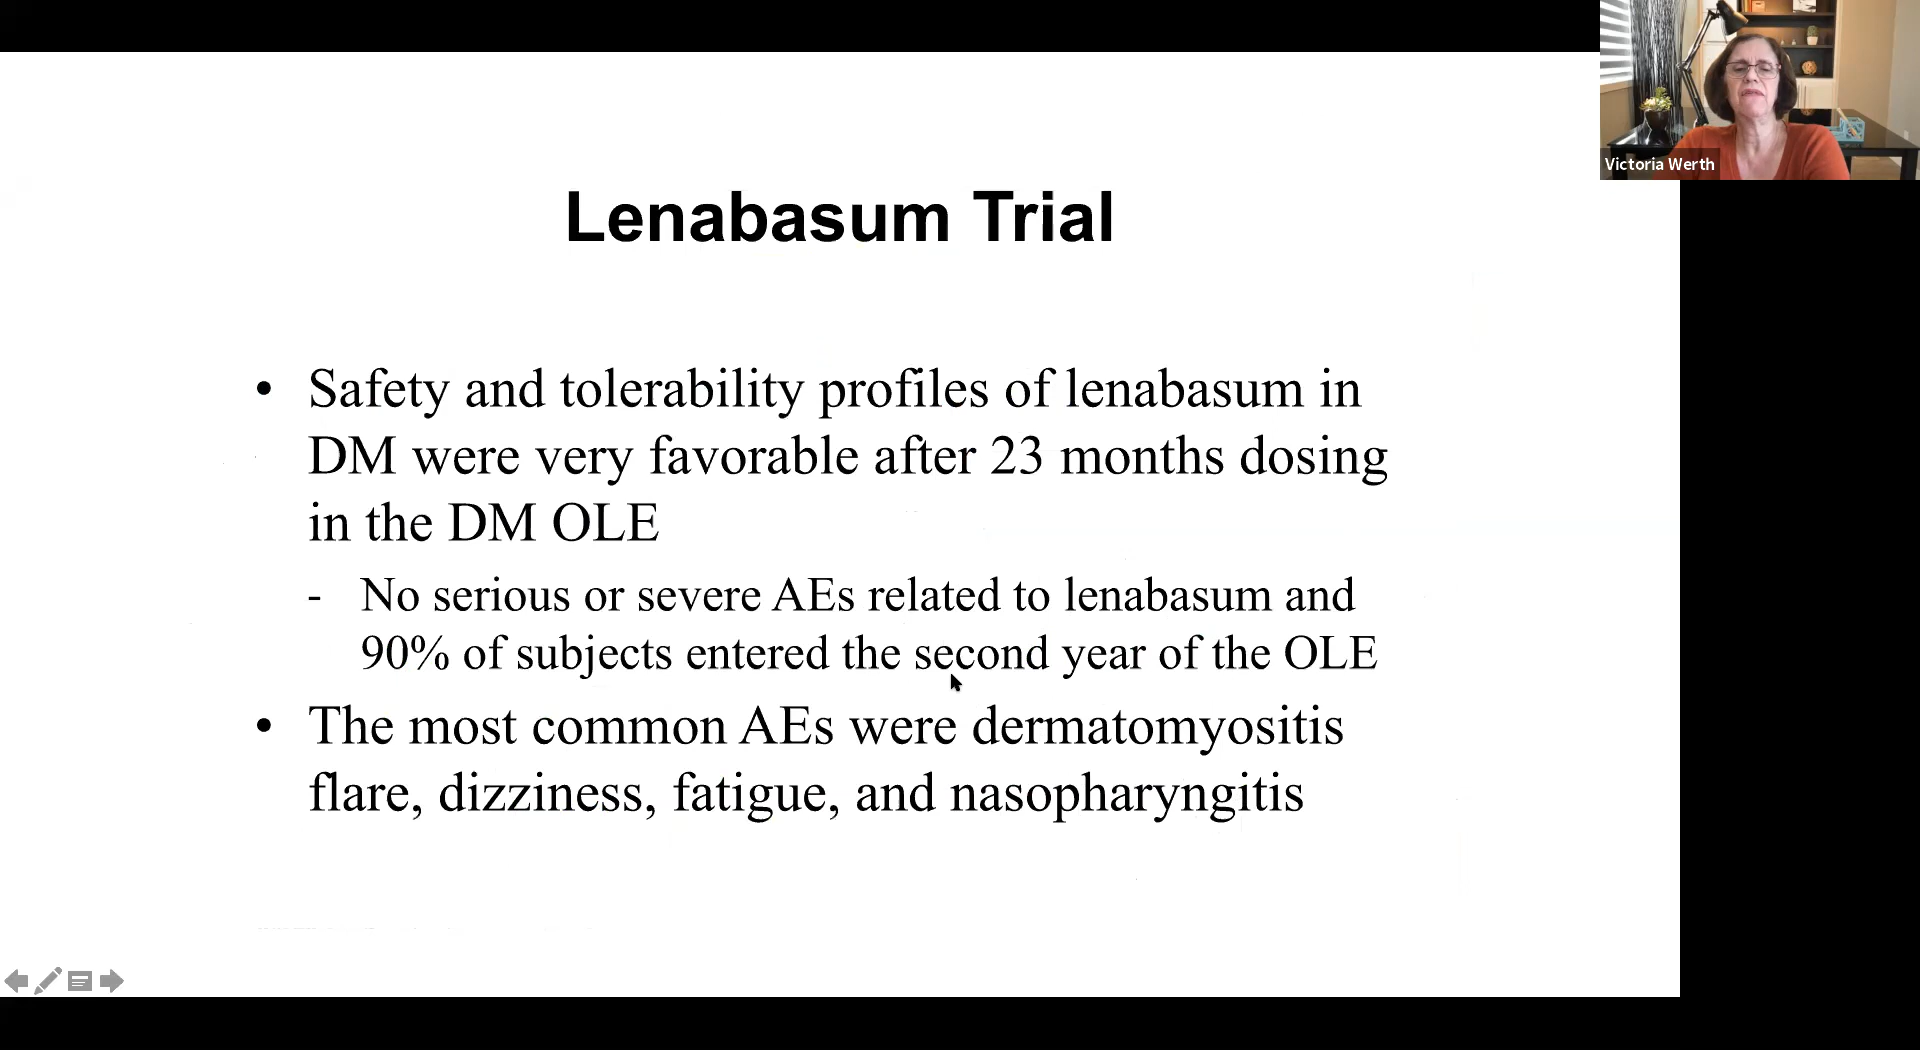 Victoria Werth
Lenabasum Trial
• Safety and tolerability profiles of lenabasum in
DM were very favorable after 23 months dosing
in the DM OLE
- No serious or severe AEs related to lenabasum and
90% of subjects entered the second year of the OLE
• The most common AEs were dermatomyositis
flare, dizziness, fatigue, and nasopharyngitis